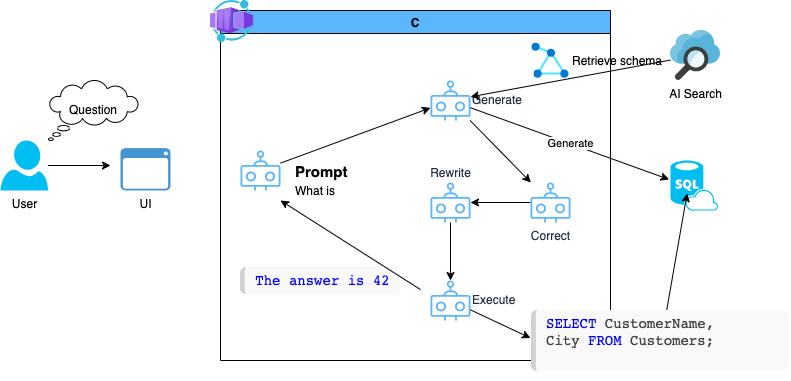 C
Retrieve schema
AI Search
Question
Generate
Generate
Rewrite
Prompt
What is
SQL
User
UI
Correct
The answer is 42
Execute
SELECT CustomerName,
City FROM Customers;